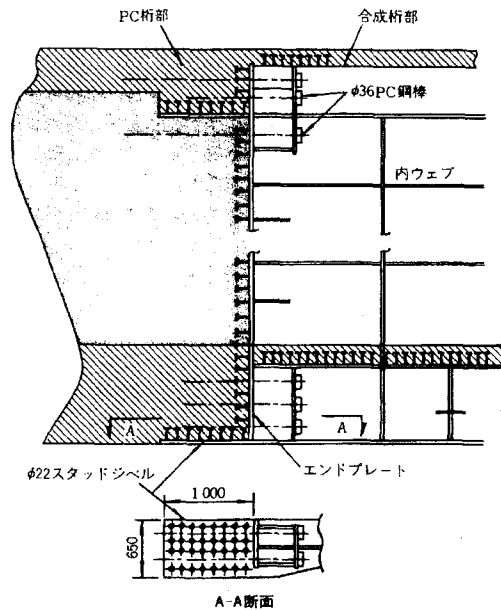 PC桁部
合成桁部
φ36PC鋼棒
内ウェブ
A
A
φ22スタッドジベル
エンドプレート
1 000
650
A-A断面